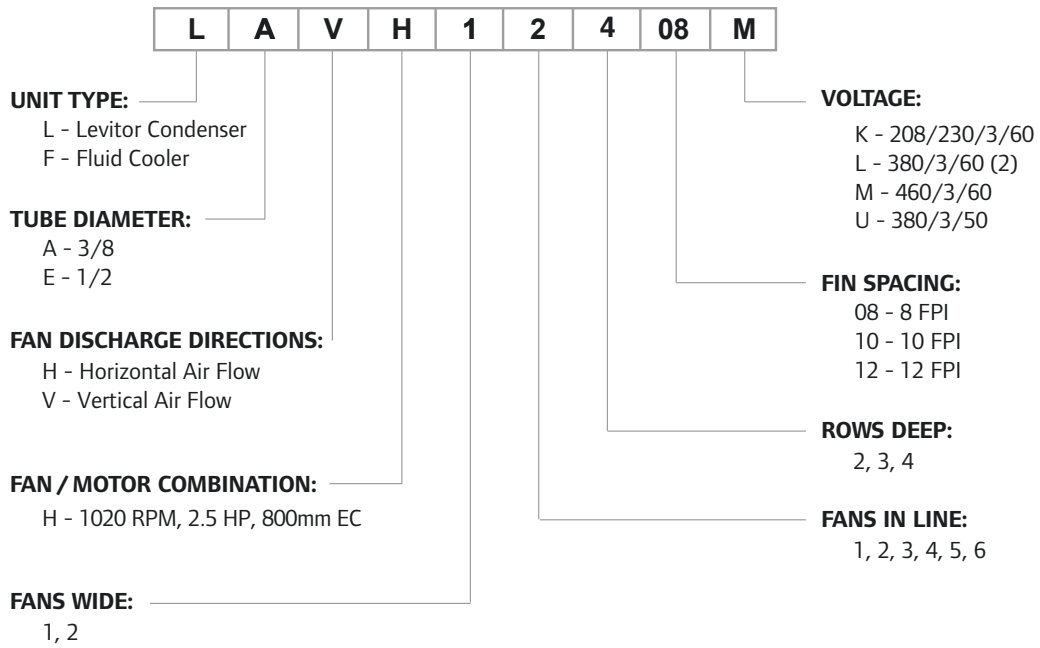 L A V H 1 2 4 08 M
UNIT TYPE:
L - Levitor Condenser
F - Fluid Cooler
TUBE DIAMETER:
A - 3/8
E - 1/2
FAN DISCHARGE DIRECTIONS:
H - Horizontal Air Flow
V - Vertical Air Flow
FAN / MOTOR COMBINATION:
H - 1020 RPM, 2.5 HP, 800mm EC
FANS WIDE:
1, 2
VOLTAGE:
K - 208/230/3/60
L - 380/3/60 (2)
M - 460/3/60
U - 380/3/50
FIN SPACING:
08 - 8 FPI
10 - 10 FPI
12 - 12 FPI
ROWS DEEP:
2, 3, 4
FANS IN LINE:
1, 2, 3, 4, 5, 6